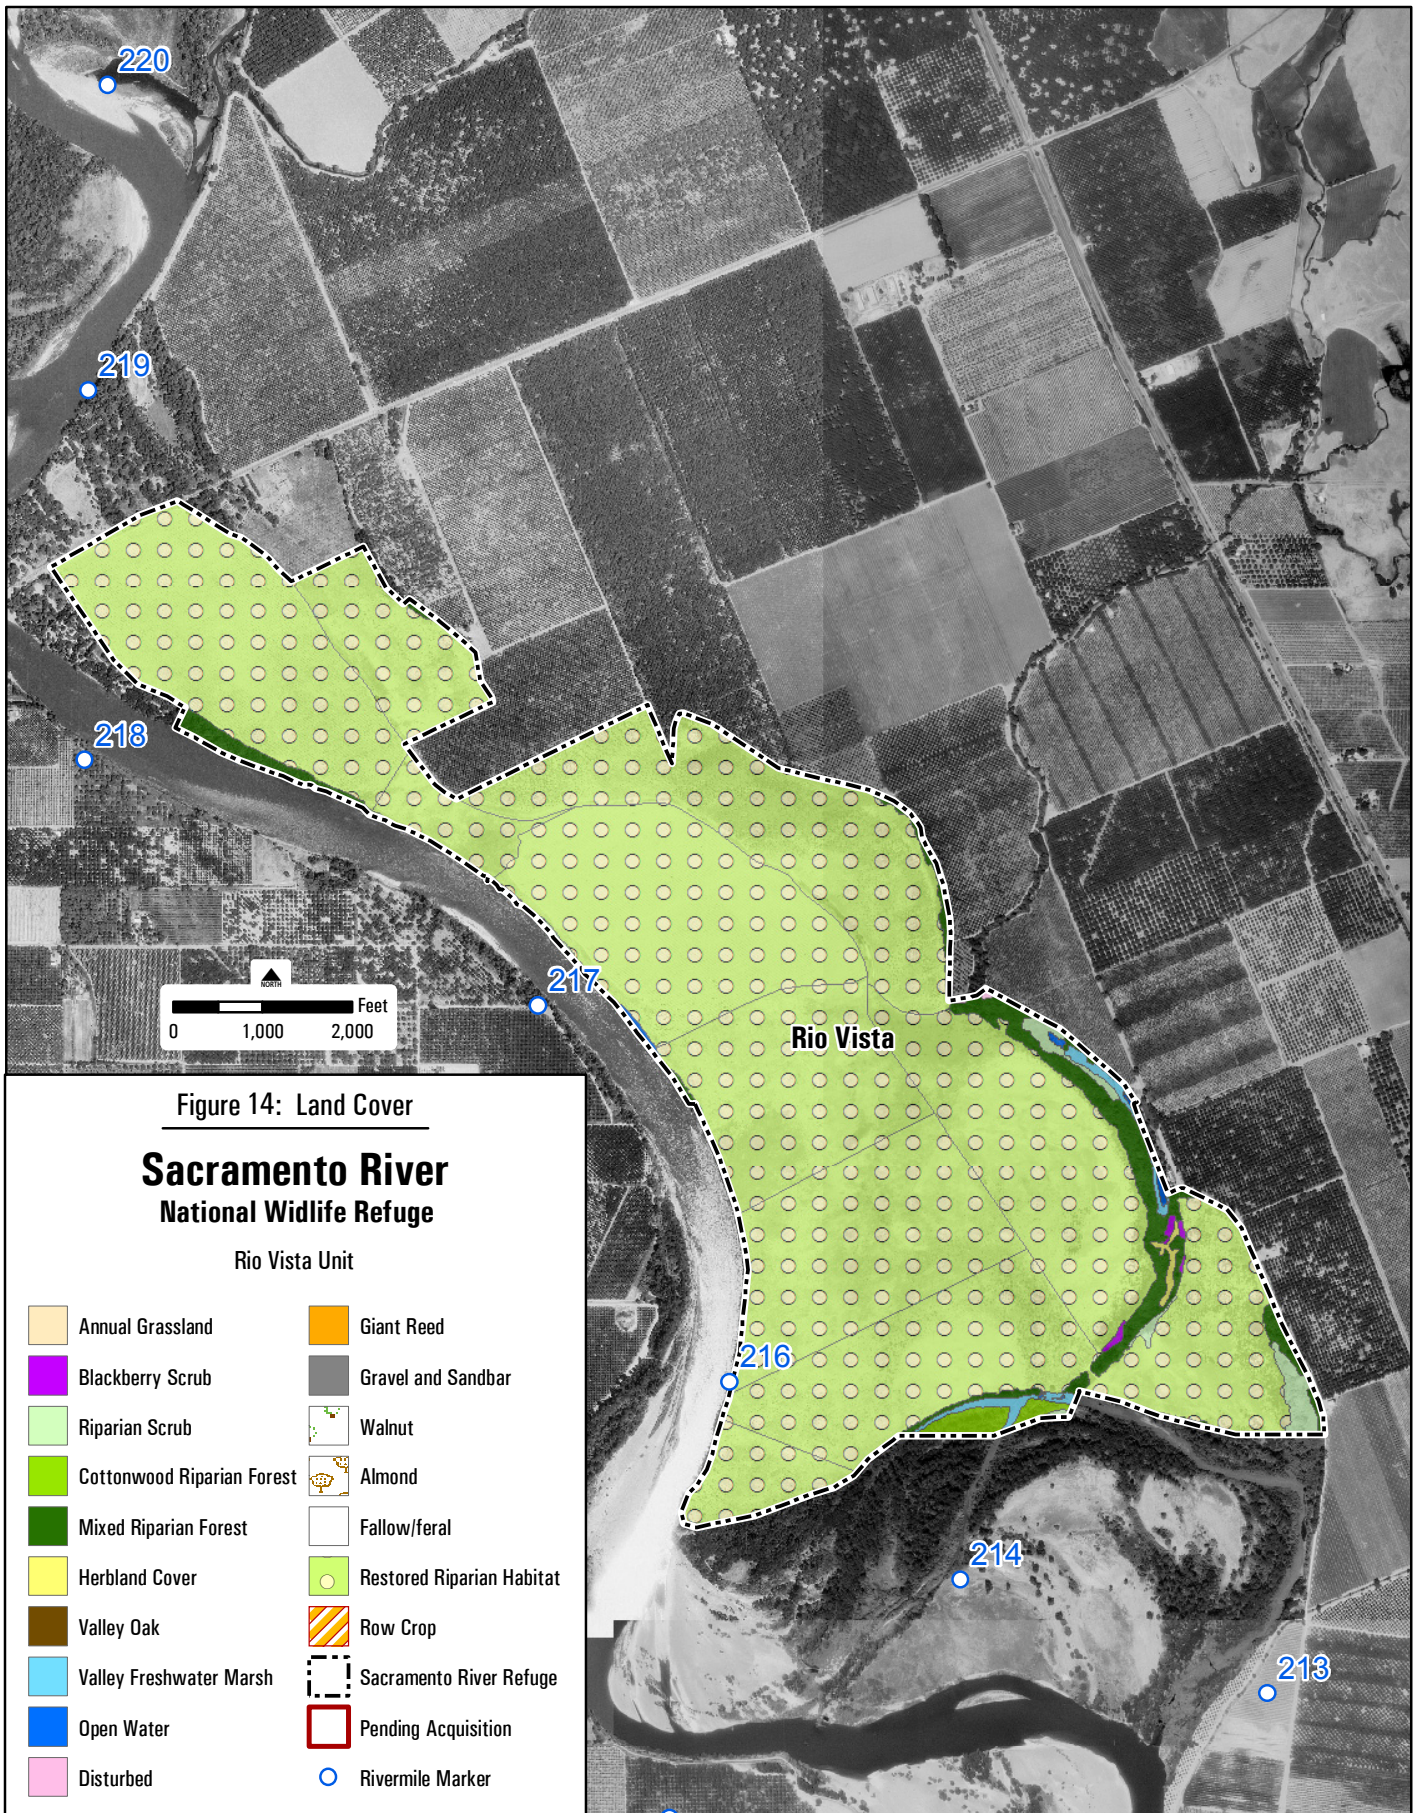 220
219
218
217
NORTH
Feet
0 1,000 2,000
Rio Vista
216
214
213
Figure 14: Land Cover
Sacramento River
National Widlife Refuge
Rio Vista Unit
Annual Grassland
Blackberry Scrub
Riparian Scrub
Cottonwood Riparian Forest
Mixed Riparian Forest
Herbland Cover
Valley Oak
Valley Freshwater Marsh
Open Water
Disturbed
Giant Reed
Gravel and Sandbar
Walnut
Almond
Fallow/feral
Restored Riparian Habitat
Row Crop
Sacramento River Refuge
Pending Acquisition
Rivermile Marker